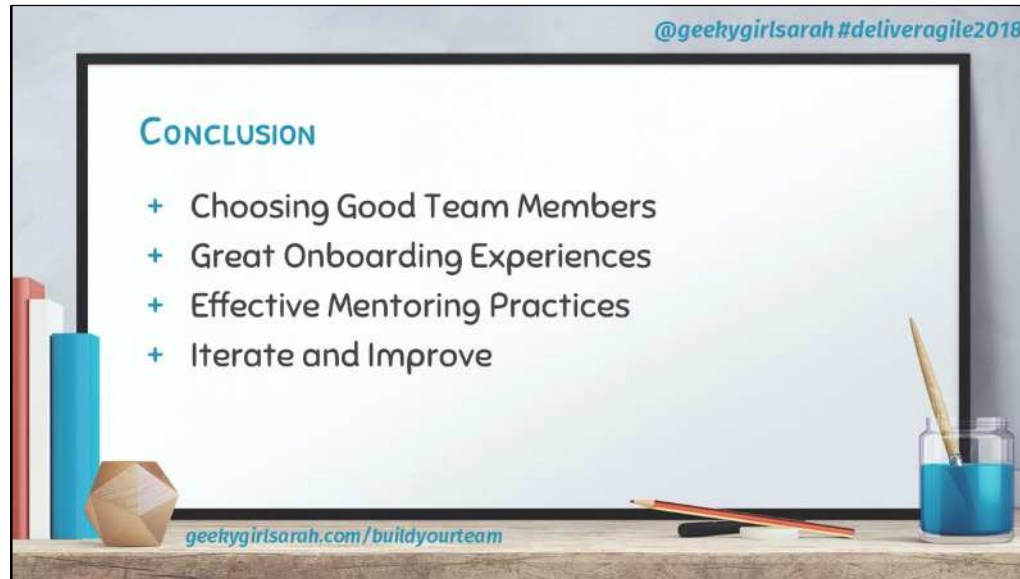 @geekygirlsarah #deliveragile2018
Conclusion
+ Choosing Good Team Members
+ Great Onboarding Experiences
+ Effective Mentoring Practices
+ Iterate and Improve
geekygirlsarah.com/buildyourteam